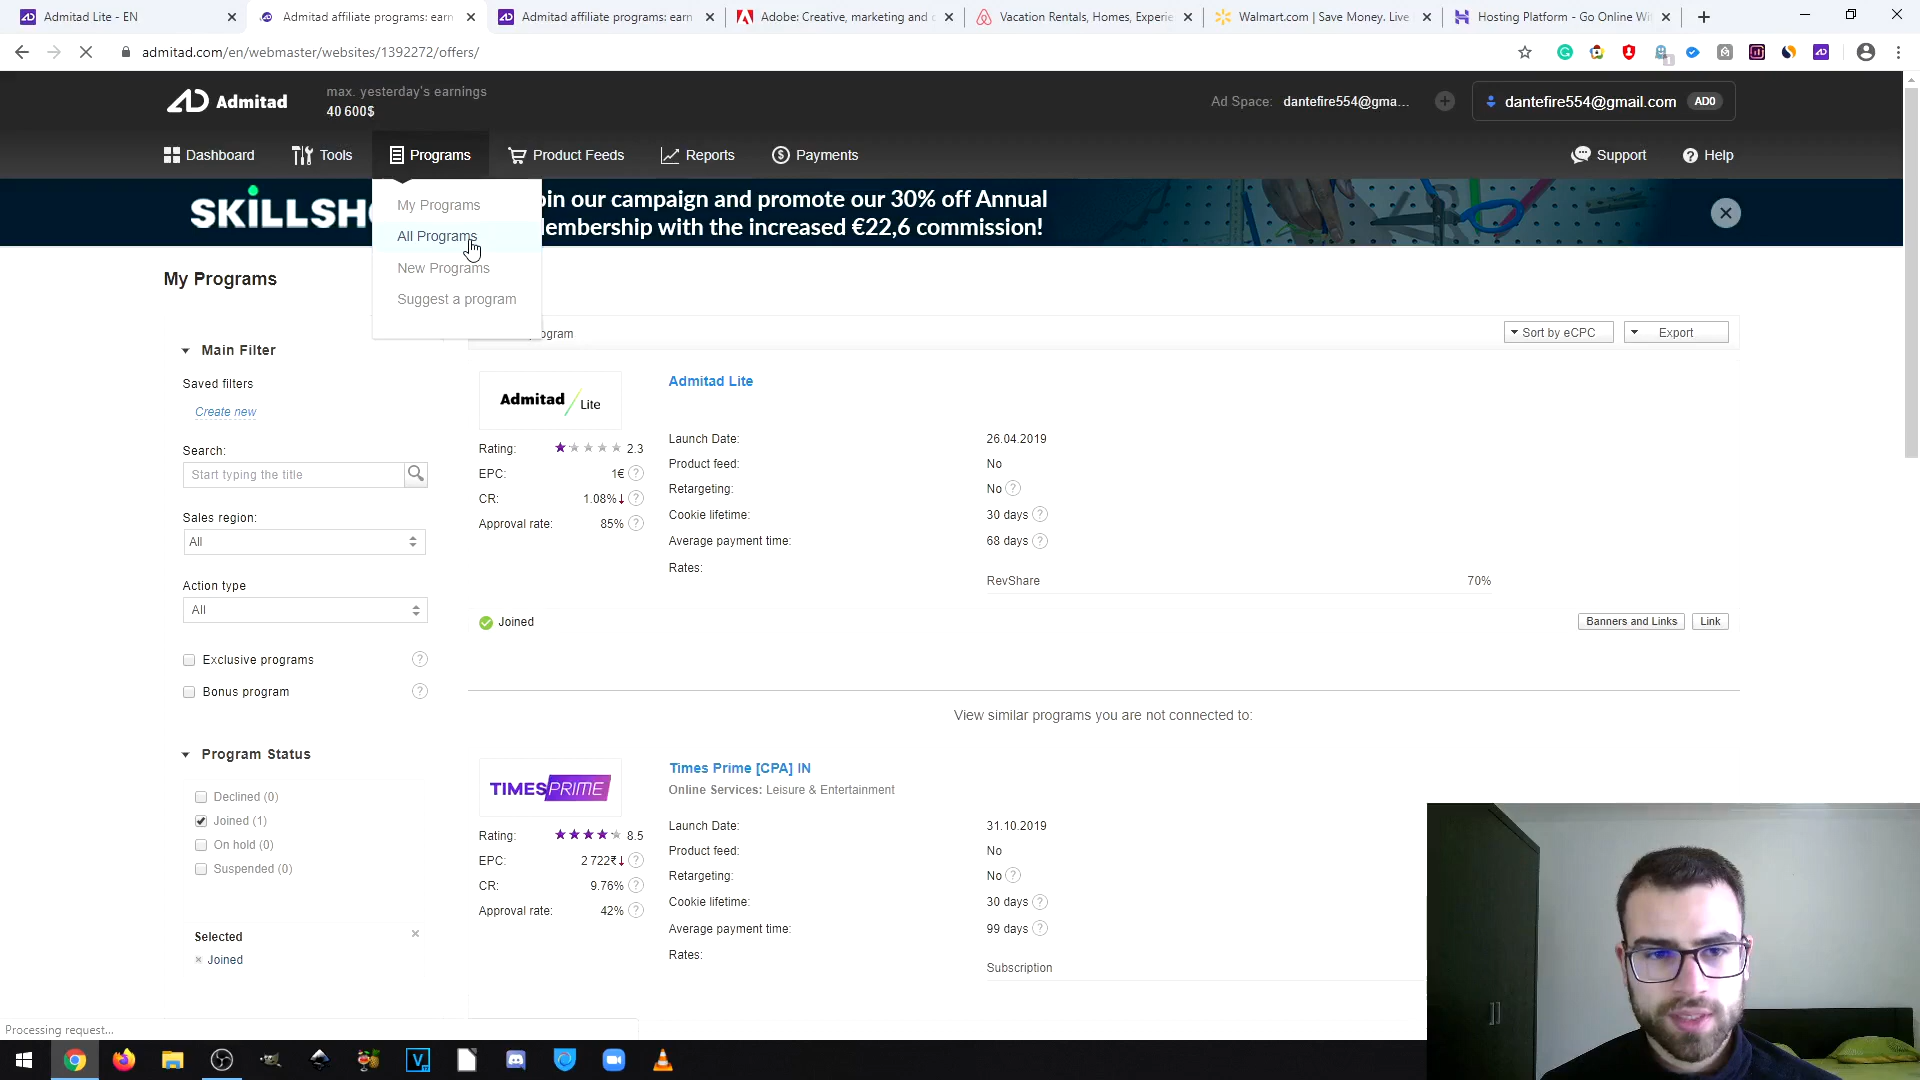 Admitad Lite - EN
Admitad affiliate programs: earn
Admitad affiliate programs: earn
Adobe: Creative, marketing and
Vacation Rentals, Homes, Experie
Walmart.com | Save Money. Live
Hosting Platform - Go Online Wi
admitad.com/en/webmaster/websites/1392272/offers/
Admitad
max. yesterday's earnings
40 600$
Ad Space: dantefire554@gma...
dantefire554@gmail.com AD0
Dashboard
Tools
Programs
Product Feeds
Reports
Payments
Support
Help
SKILLSH
oin our campaign and promote our 30% off Annual
embership with the increased €22,6 commission!
My Programs
All Programs
New Programs
Suggest a program
My Programs
ogram
Sort by eCPC
Export
Main Filter
Saved filters
Create new
Search:
Start typing the title
Sales region:
All
Action type
All
Exclusive programs ?
Bonus program ?
Program Status
Declined (0)
Joined (1)
On hold (0)
Suspended (0)
Selected
× Joined
Admitad Lite
Rating: 2.3
EPC: 1€ ?
CR: 1.08%↓ ?
Approval rate: 85% ?
Admitad Lite
Launch Date: 26.04.2019
Product feed: No
Retargeting: No ?
Cookie lifetime: 30 days ?
Average payment time: 68 days ?
Rates:
RevShare 70%
Joined
Banners and Links
Link
View similar programs you are not connected to:
TIMESPRIME
Rating: 8.5
EPC: 2 722₹↓ ?
CR: 9.76% ?
Approval rate: 42% ?
Times Prime [CPA] IN
Online Services: Leisure & Entertainment
Launch Date: 31.10.2019
Product feed: No
Retargeting: No ?
Cookie lifetime: 30 days ?
Average payment time: 99 days ?
Rates:
Subscription
Processing request...